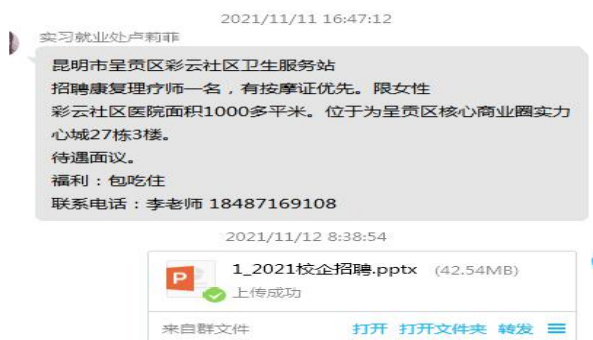 2021/11/11 16:47:12
实习就业处卢莉菲
昆明市呈贡区彩云社区卫生服务站
招聘康复理疗师一名，有按摩证优先。限女性
彩云社区医院面积1000多平米。位于为呈贡区核心商业圈实力
心城27栋3楼。
待遇面议。
福利：包吃住
联系电话：李老师 18487169108
2021/11/12 8:38:54
1_2021校企招聘.pptx (42.54MB)
上传成功
来自群文件 打开 打开文件夹 转发